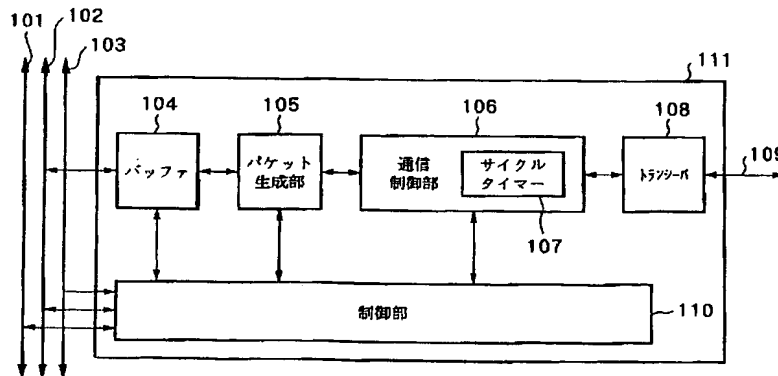 101
102
103
111
104
105
106
108
バッファ
パケット
生成部
通信
制御部
サイクル
タイマー
トランシーバ
109
107
制御部
110